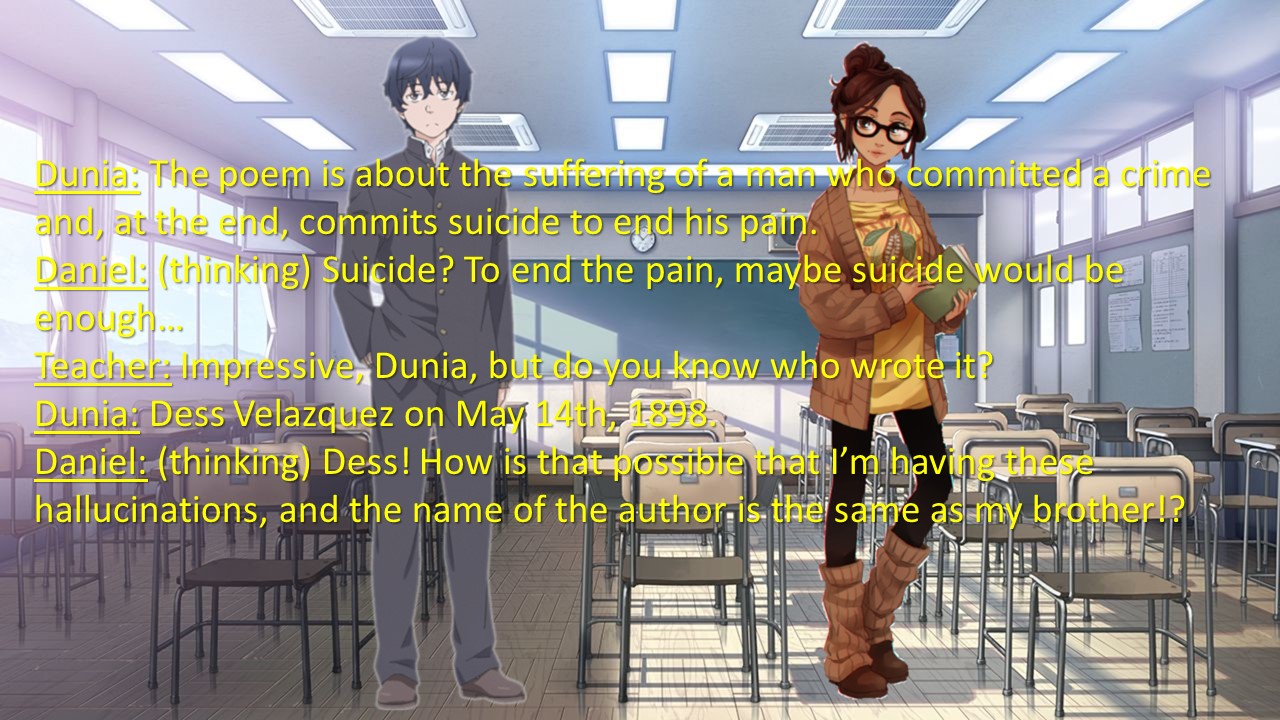 Dunia: The poem is about the suffering of a man who committed a crime
and, at the end, commits suicide to end his pain.
Daniel: (thinking) Suicide? To end the pain, maybe suicide would be
enough…
Teacher: Impressive, Dunia, but do you know who wrote it?
Dunia: Dess Velazquez on May 14th, 1898.
Daniel: (thinking) Dess! How is that possible that I’m having these
hallucinations, and the name of the author is the same as my brother!?